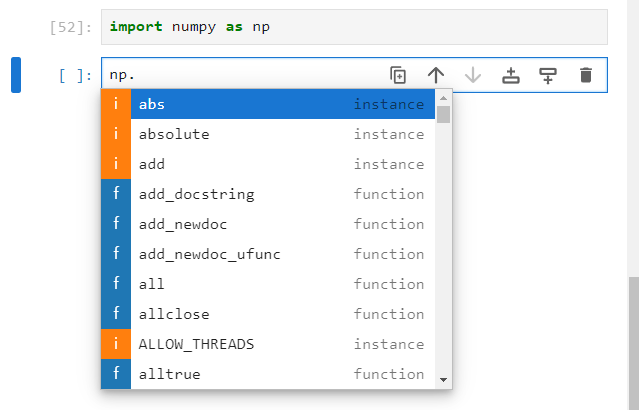 [52]: import numpy as np
[ ]: np.
i abs instance
i absolute instance
i add instance
f add_docstring function
f add_newdoc function
f add_newdoc_ufunc function
f all function
f allclose function
i ALLOW_THREADS instance
f alltrue function